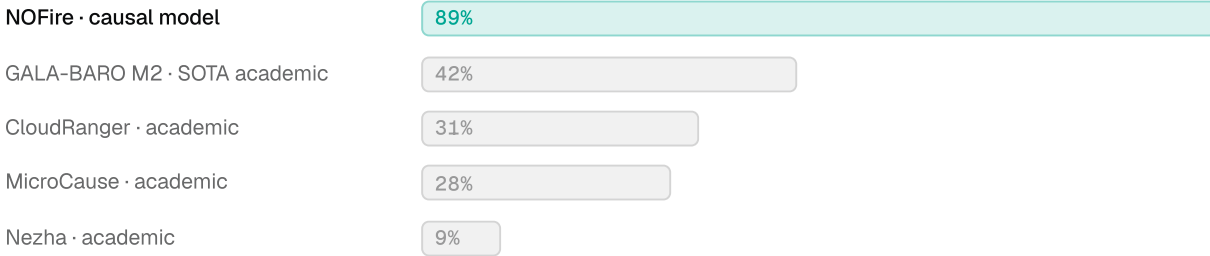 NOFire · causal model 89%
GALA-BARO M2 · SOTA academic 42%
CloudRanger · academic 31%
MicroCause · academic 28%
Nezha · academic 9%